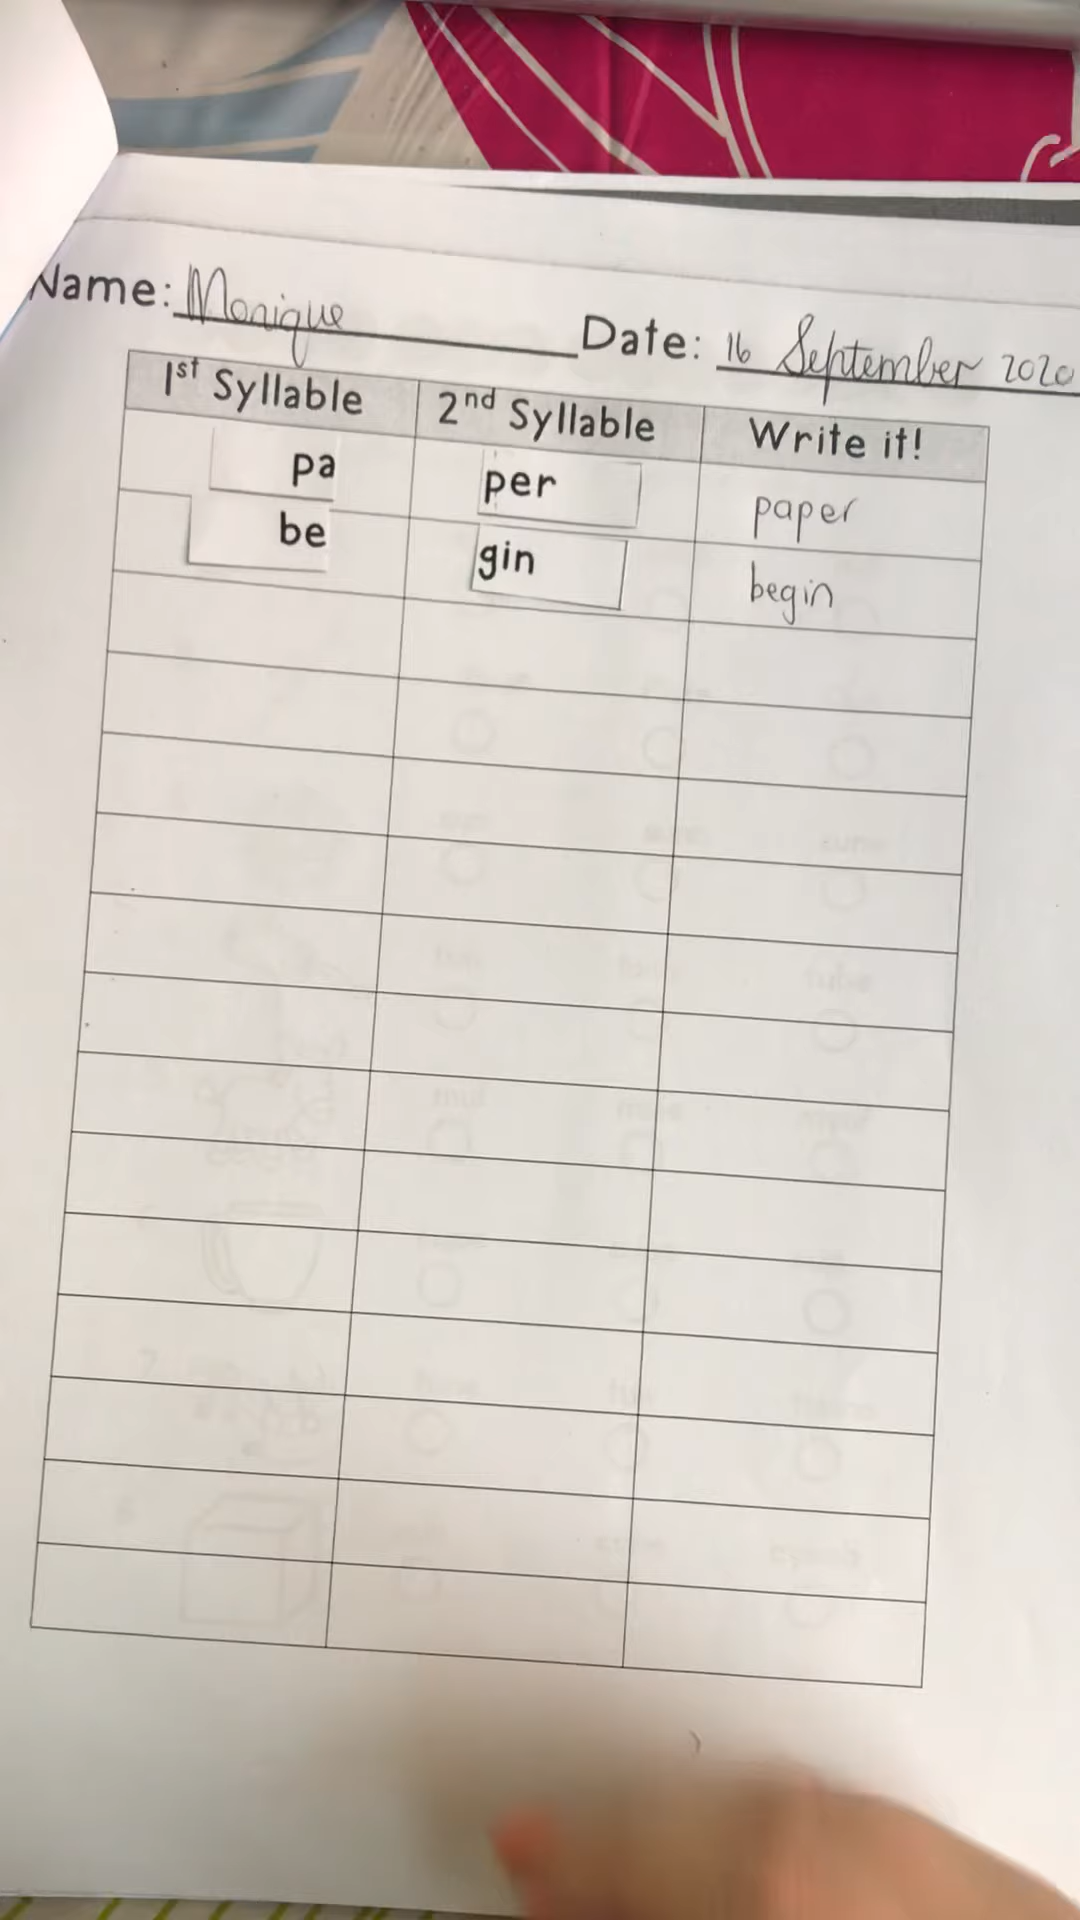 Name: Monique
Date: 16 September 2020
1st Syllable 2nd Syllable Write it!
pa per paper
be gin begin